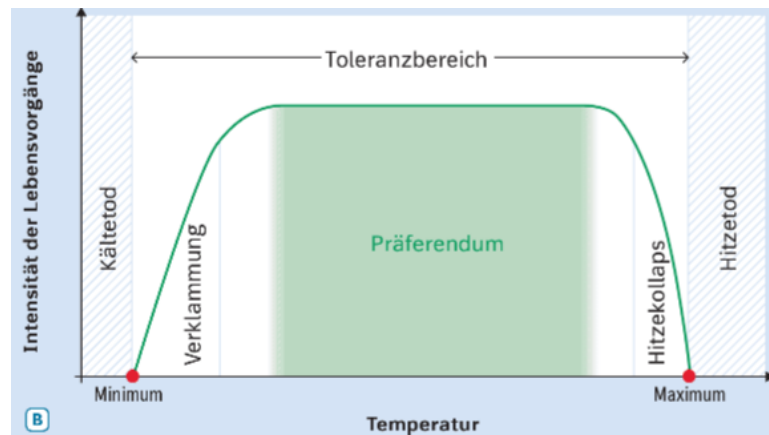 Toleranzbereich
Intensität der Lebensvorgänge
Kältetod
Verklammung
Präferendum
Hitzekollaps
Hitzetod
Minimum
Maximum
B
Temperatur